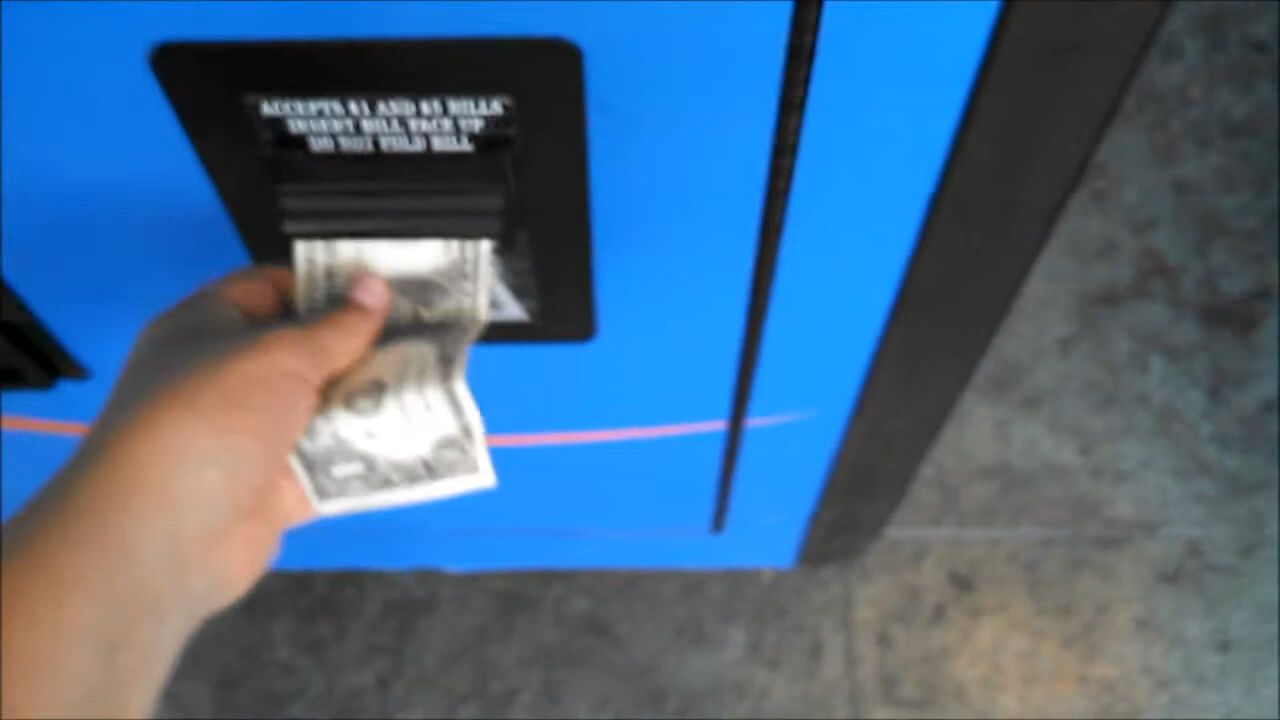 ACCEPTS $1 AND $5 BILLS
INSERT BILL FACE UP
DO NOT FOLD BILL